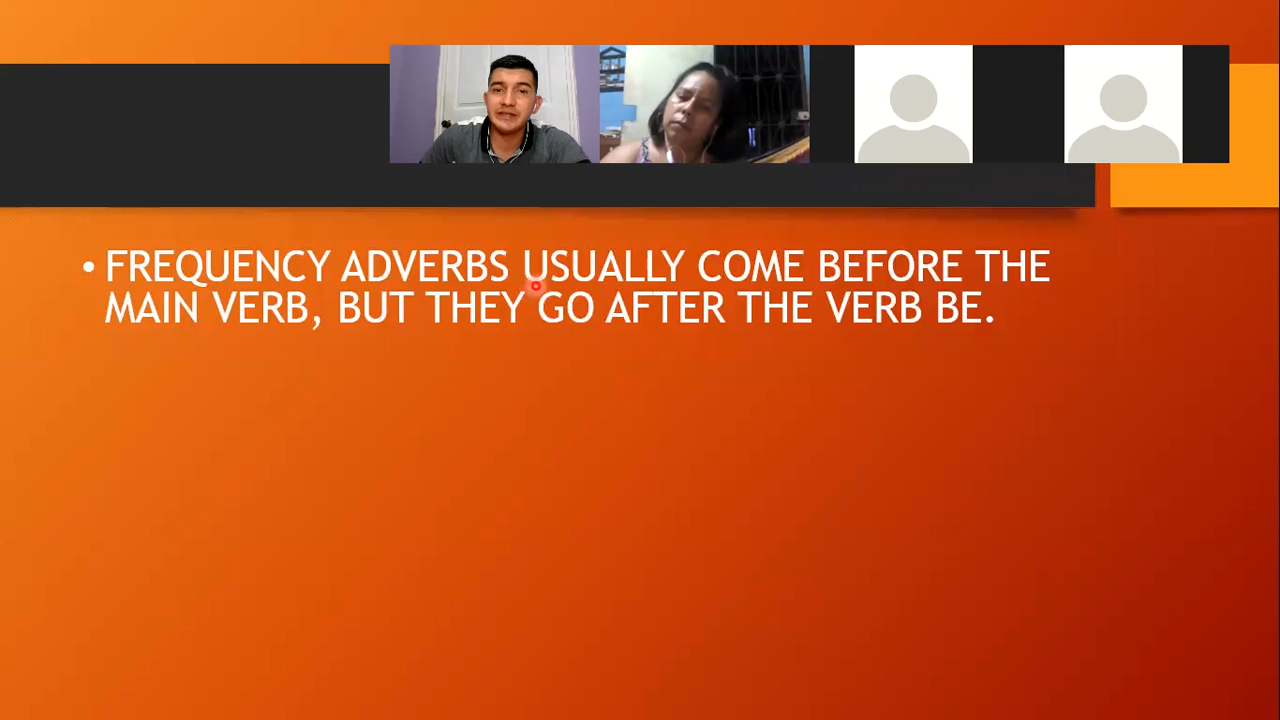 • FREQUENCY ADVERBS USUALLY COME BEFORE THE
MAIN VERB, BUT THEY GO AFTER THE VERB BE.